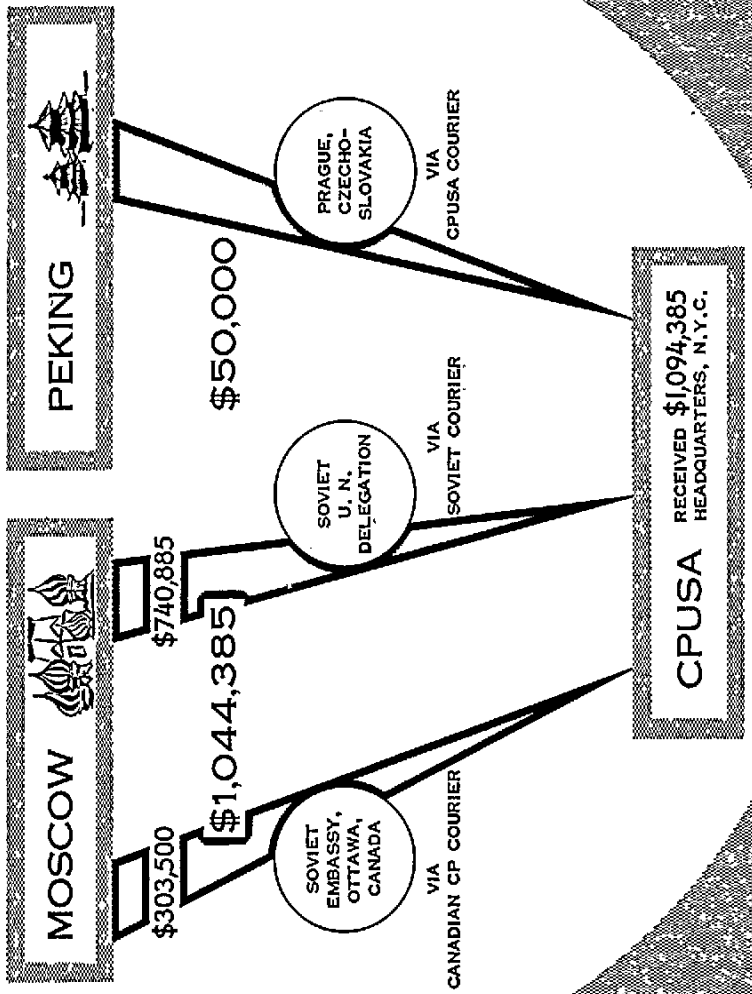 MOSCOW
PEKING
$303,500
$740,885
$1,044,385
$50,000
SOVIET
EMBASSY,
OTTAWA,
CANADA
VIA
CANADIAN CP COURIER
SOVIET
U. N.
DELEGATION
VIA
SOVIET COURIER
PRAGUE,
CZECHO-
SLOVAKIA
VIA
CPUSA COURIER
CPUSA
RECEIVED $1,094,385
HEADQUARTERS, N.Y.C.